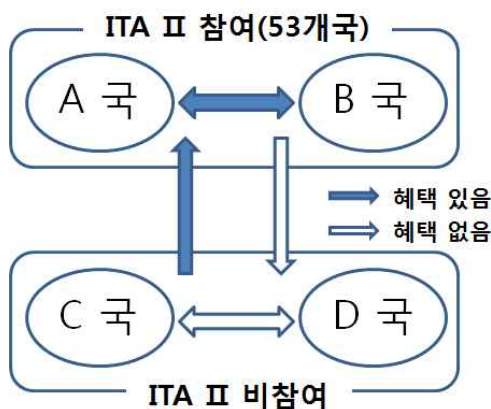 ITA Ⅱ 참여(53개국)
A 국
B 국
혜택 있음
혜택 없음
C 국
D 국
ITA Ⅱ 비참여